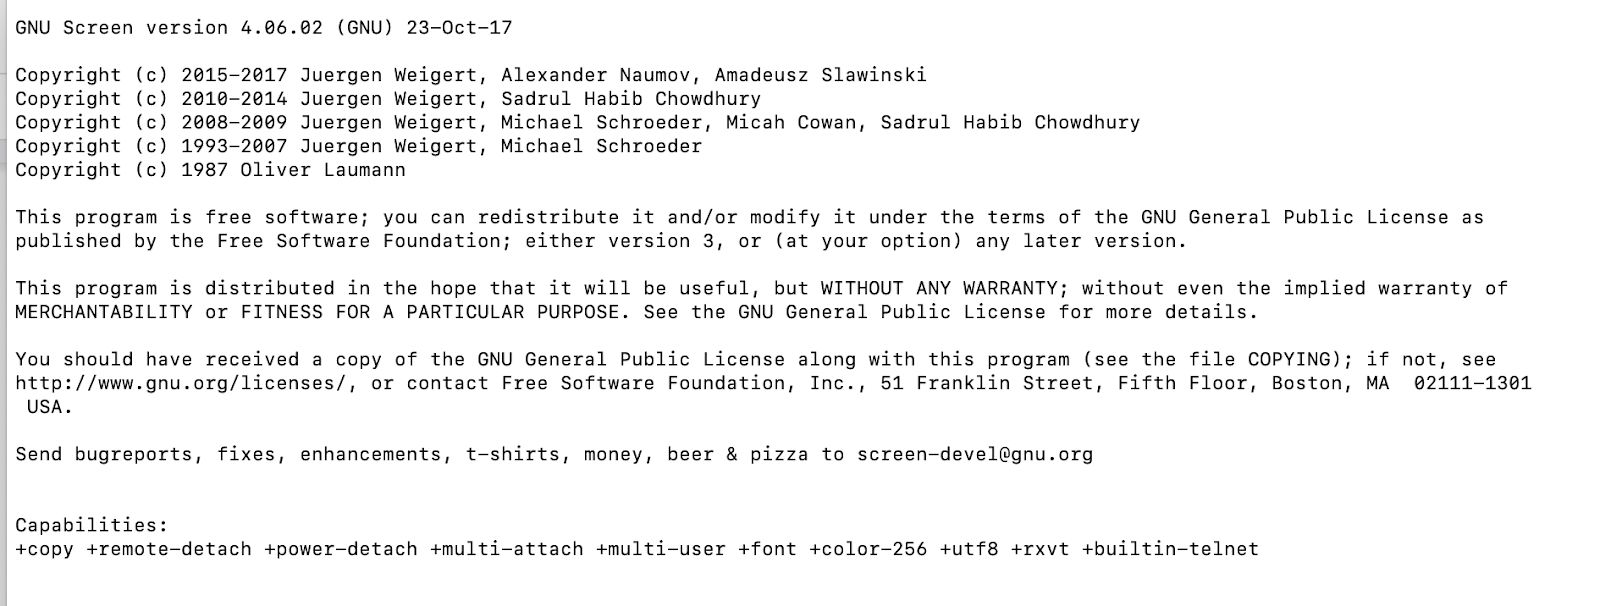 GNU Screen version 4.06.02 (GNU) 23-Oct-17
Copyright (c) 2015-2017 Juergen Weigert, Alexander Naumov, Amadeusz Slawinski
Copyright (c) 2010-2014 Juergen Weigert, Sadrul Habib Chowdhury
Copyright (c) 2008-2009 Juergen Weigert, Michael Schroeder, Micah Cowan, Sadrul Habib Chowdhury
Copyright (c) 1993-2007 Juergen Weigert, Michael Schroeder
Copyright (c) 1987 Oliver Laumann
This program is free software; you can redistribute it and/or modify it under the terms of the GNU General Public License as
published by the Free Software Foundation; either version 3, or (at your option) any later version.
This program is distributed in the hope that it will be useful, but WITHOUT ANY WARRANTY; without even the implied warranty of
MERCHANTABILITY or FITNESS FOR A PARTICULAR PURPOSE. See the GNU General Public License for more details.
You should have received a copy of the GNU General Public License along with this program (see the file COPYING); if not, see
http://www.gnu.org/licenses/, or contact Free Software Foundation, Inc., 51 Franklin Street, Fifth Floor, Boston, MA  02111-1301
 USA.
Send bugreports, fixes, enhancements, t-shirts, money, beer & pizza to screen-devel@gnu.org
Capabilities:
+copy +remote-detach +power-detach +multi-attach +multi-user +font +color-256 +utf8 +rxvt +builtin-telnet